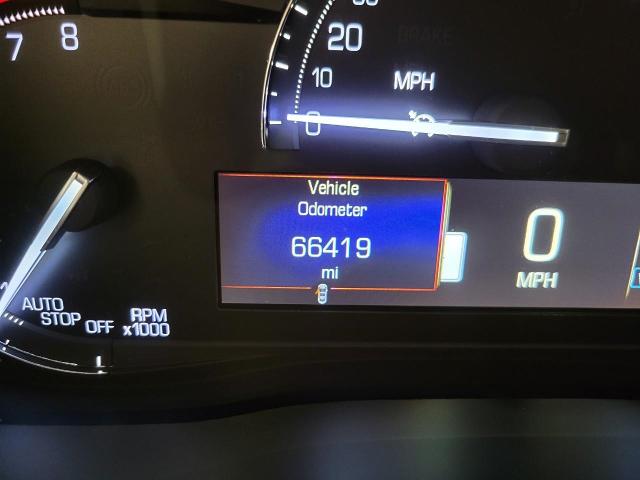 7 8
20
10
0
MPH
Vehicle
Odometer
66419
mi
0
MPH
AUTO
STOP
OFF
RPM
x1000